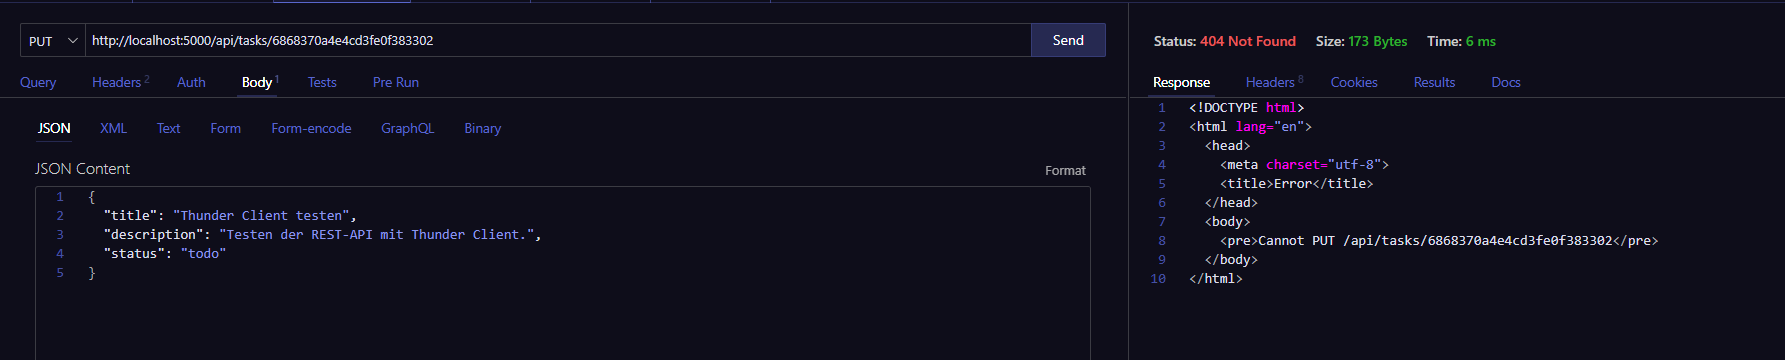 PUT http://localhost:5000/api/tasks/6868370a4e4cd3fe0f383302 Send
Query Headers 2 Auth Body 1 Tests Pre Run
JSON XML Text Form Form-encode GraphQL Binary
JSON Content Format
1 {
2 "title": "Thunder Client testen",
3 "description": "Testen der REST-API mit Thunder Client.",
4 "status": "todo"
5 }
Status: 404 Not Found Size: 173 Bytes Time: 6 ms
Response Headers 8 Cookies Results Docs
1 <!DOCTYPE html>
2 <html lang="en">
3 <head>
4 <meta charset="utf-8">
5 <title>Error</title>
6 </head>
7 <body>
8 <pre>Cannot PUT /api/tasks/6868370a4e4cd3fe0f383302</pre>
9 </body>
10 </html>